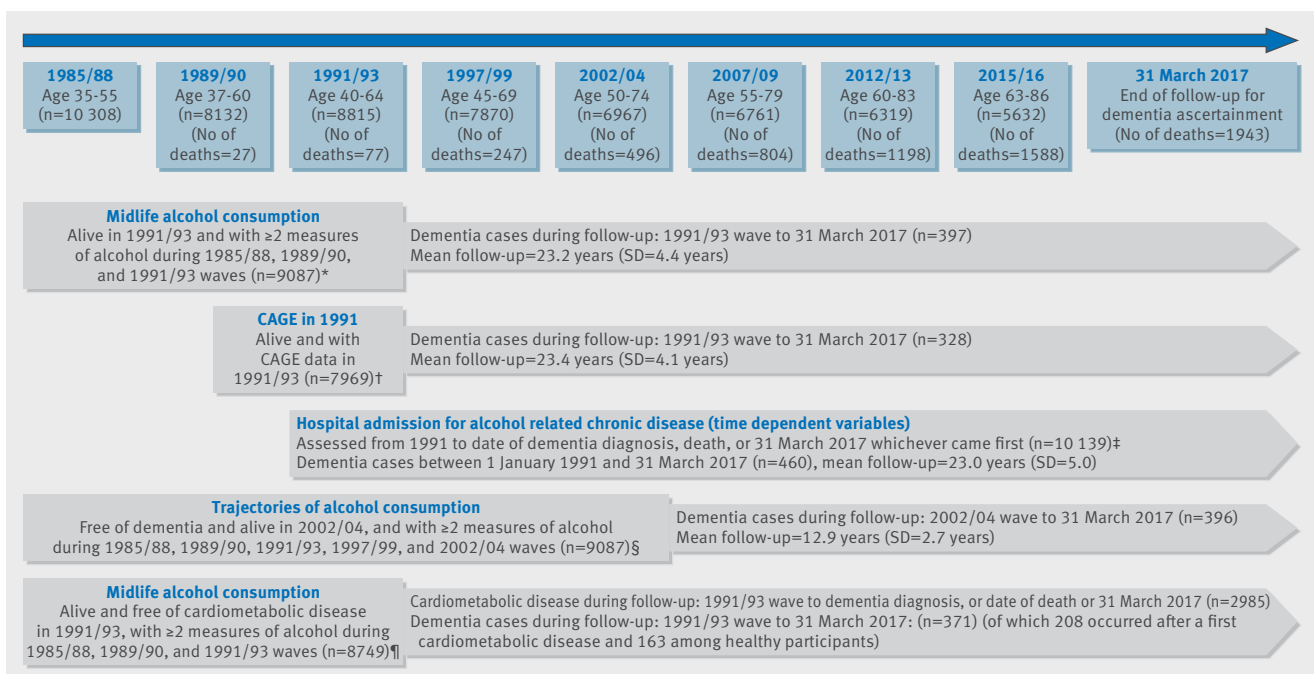 1985/88
Age 35-55
(n=10 308)
1989/90
Age 37-60
(n=8132)
(No of
deaths=27)
1991/93
Age 40-64
(n=8815)
(No of
deaths=77)
1997/99
Age 45-69
(n=7870)
(No of
deaths=247)
2002/04
Age 50-74
(n=6967)
(No of
deaths=496)
2007/09
Age 55-79
(n=6761)
(No of
deaths=804)
2012/13
Age 60-83
(n=6319)
(No of
deaths=1198)
2015/16
Age 63-86
(n=5632)
(No of
deaths=1588)
31 March 2017
End of follow-up for
dementia ascertainment
(No of deaths=1943)
Midlife alcohol consumption
Alive in 1991/93 and with ≥2 measures
of alcohol during 1985/88, 1989/90,
and 1991/93 waves (n=9087)*
Dementia cases during follow-up: 1991/93 wave to 31 March 2017 (n=397)
Mean follow-up=23.2 years (SD=4.4 years)
CAGE in 1991
Alive and with
CAGE data in
1991/93 (n=7969)†
Dementia cases during follow-up: 1991/93 wave to 31 March 2017 (n=328)
Mean follow-up=23.4 years (SD=4.1 years)
Hospital admission for alcohol related chronic disease (time dependent variables)
Assessed from 1991 to date of dementia diagnosis, death, or 31 March 2017 whichever came first (n=10 139)‡
Dementia cases between 1 January 1991 and 31 March 2017 (n=460), mean follow-up=23.0 years (SD=5.0)
Trajectories of alcohol consumption
Free of dementia and alive in 2002/04, and with ≥2 measures of alcohol
during 1985/88, 1989/90, 1991/93, 1997/99, and 2002/04 waves (n=9087)§
Dementia cases during follow-up: 2002/04 wave to 31 March 2017 (n=396)
Mean follow-up=12.9 years (SD=2.7 years)
Midlife alcohol consumption
Alive and free of cardiometabolic disease
in 1991/93, with ≥2 measures of alcohol during
1985/88, 1989/90, and 1991/93 waves (n=8749)¶
Cardiometabolic disease during follow-up: 1991/93 wave to dementia diagnosis, or date of death or 31 March 2017 (n=2985)
Dementia cases during follow-up: 1991/93 wave to 31 March 2017: (n=371) (of which 208 occurred after a first
cardiometabolic disease and 163 among healthy participants)